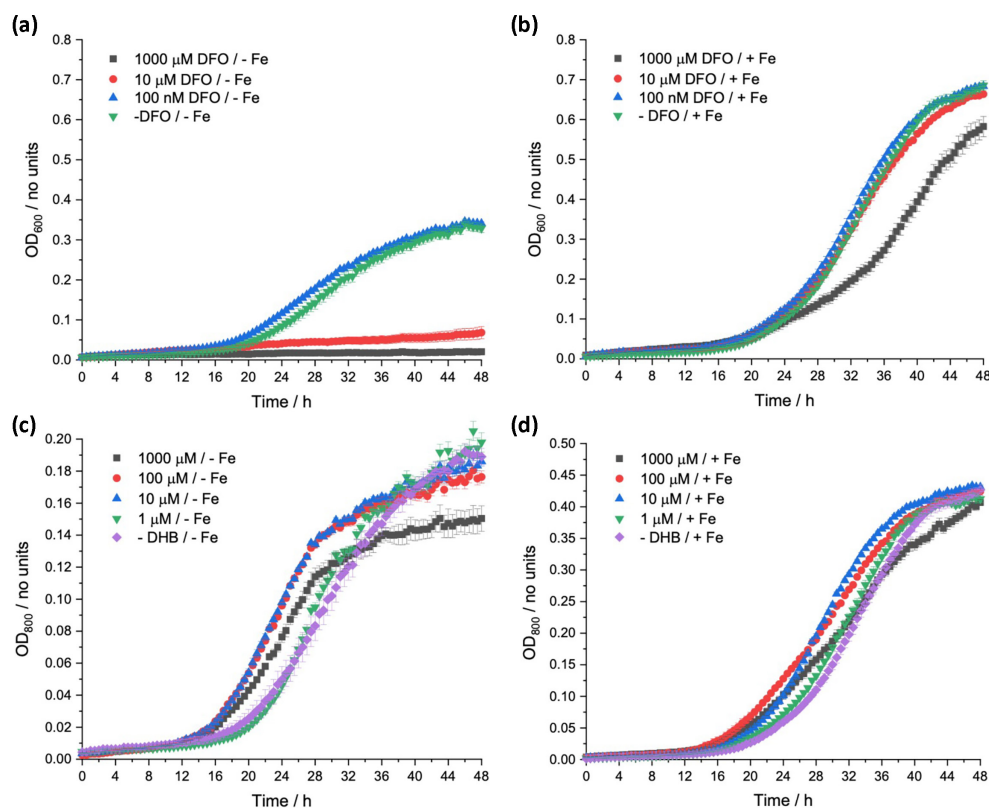 (a)
0.8
0.7
0.6
0.5
0.4
0.3
0.2
0.1
0.0
OD600 / no units
1000 µM DFO / - Fe
10 µM DFO / - Fe
100 nM DFO / - Fe
-DFO / - Fe
0 4 8 12 16 20 24 28 32 36 40 44 48
Time / h
(b)
0.8
0.7
0.6
0.5
0.4
0.3
0.2
0.1
0.0
OD600 / no units
1000 µM DFO / + Fe
10 µM DFO / + Fe
100 nM DFO / + Fe
- DFO / + Fe
0 4 8 12 16 20 24 28 32 36 40 44 48
Time / h
(c)
0.20
0.18
0.16
0.14
0.12
0.10
0.08
0.06
0.04
0.02
0.00
OD800 / no units
1000 µM / - Fe
100 µM / - Fe
10 µM / - Fe
1 µM / - Fe
- DHB / - Fe
0 4 8 12 16 20 24 28 32 36 40 44 48
Time / h
(d)
0.50
0.45
0.40
0.35
0.30
0.25
0.20
0.15
0.10
0.05
0.00
OD800 / no units
1000 µM / + Fe
100 µM / + Fe
10 µM / + Fe
1 µM / + Fe
- DHB / + Fe
0 4 8 12 16 20 24 28 32 36 40 44 48
Time / h